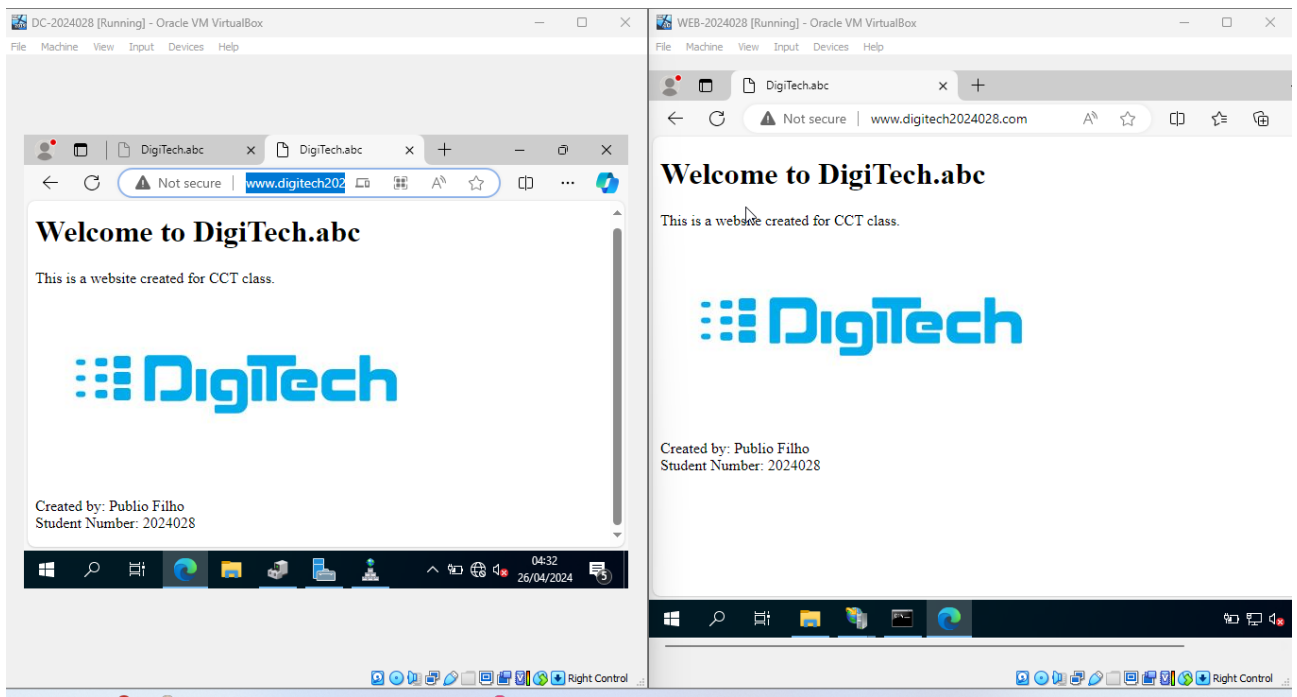 DC-2024028 [Running] - Oracle VM VirtualBox
File Machine View Input Devices Help
DigiTech.abc
DigiTech.abc
Not secure | www.digitech202
Welcome to DigiTech.abc
This is a website created for CCT class.
DigiTech
Created by: Publio Filho
Student Number: 2024028
04:32
26/04/2024
5
Right Control
WEB-2024028 [Running] - Oracle VM VirtualBox
File Machine View Input Devices Help
DigiTech.abc
Not secure | www.digitech2024028.com
Welcome to DigiTech.abc
This is a website created for CCT class.
DigiTech
Created by: Publio Filho
Student Number: 2024028
Right Control